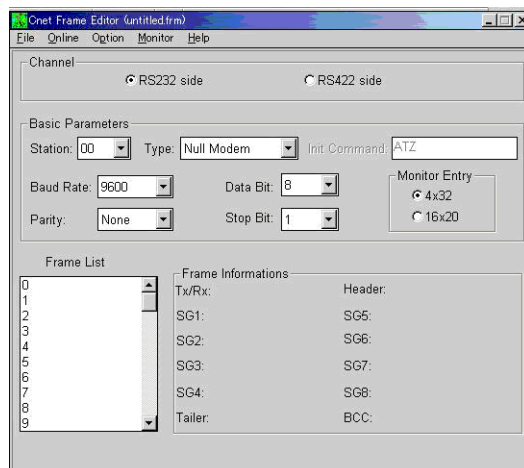 Cnet Frame Editor (untitled.frm)
File Online Option Monitor Help
Channel
RS232 side RS422 side
Basic Parameters
Station: 00 Type: Null Modem Init Command: ATZ
Monitor Entry
Baud Rate: 9600 Data Bit: 8 4x32
Parity: None Stop Bit: 1 16x20
Frame List
Frame Informations
0 Tx/Rx: Header:
1
2 SG1: SG5:
3 SG2: SG6:
4
5 SG3: SG7:
6
7 SG4: SG8:
8
9 Tailer: BCC: